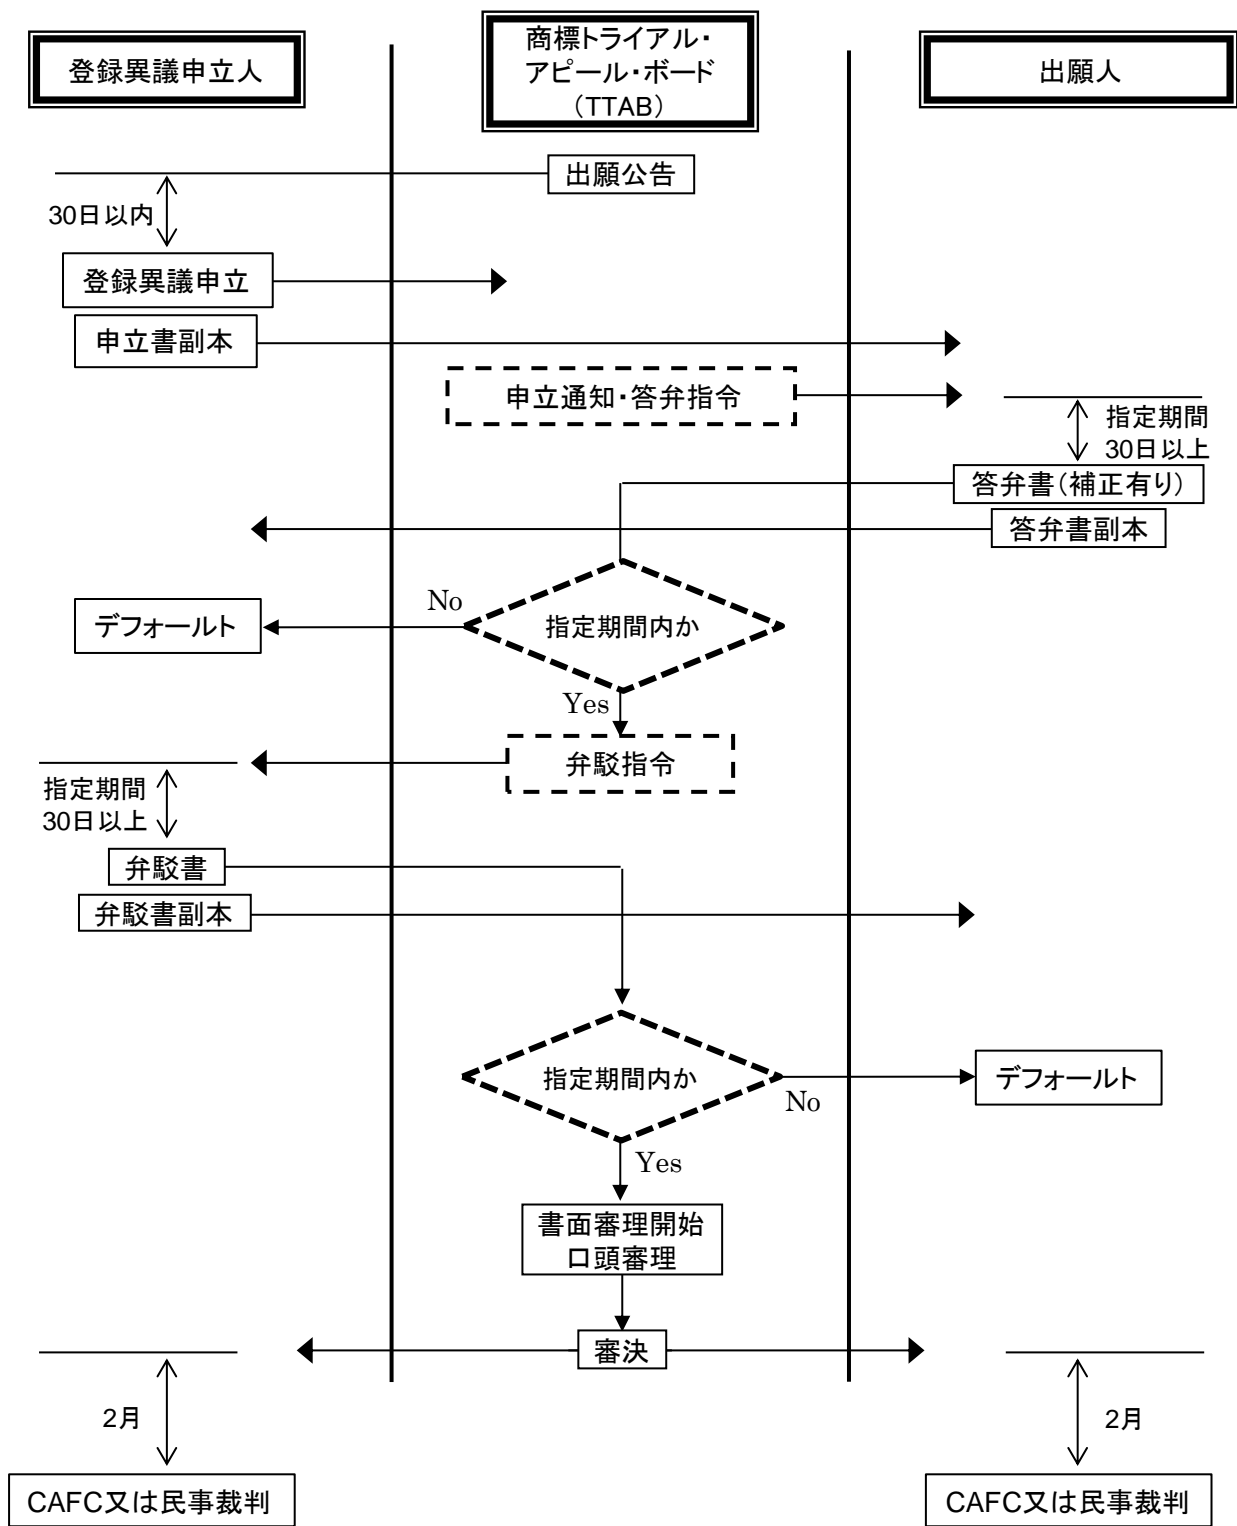 登録異議申立人
商標トライアル・
アピール・ボード
(TTAB)
出願人
出願公告
30日以内
登録異議申立
申立書副本
申立通知・答弁指令
指定期間
30日以上
答弁書(補正有り)
答弁書副本
No
デフォールト
指定期間内か
Yes
弁駁指令
指定期間
30日以上
弁駁書
弁駁書副本
指定期間内か
No
デフォールト
Yes
書面審理開始
口頭審理
審決
2月
2月
CAFC又は民事裁判
CAFC又は民事裁判